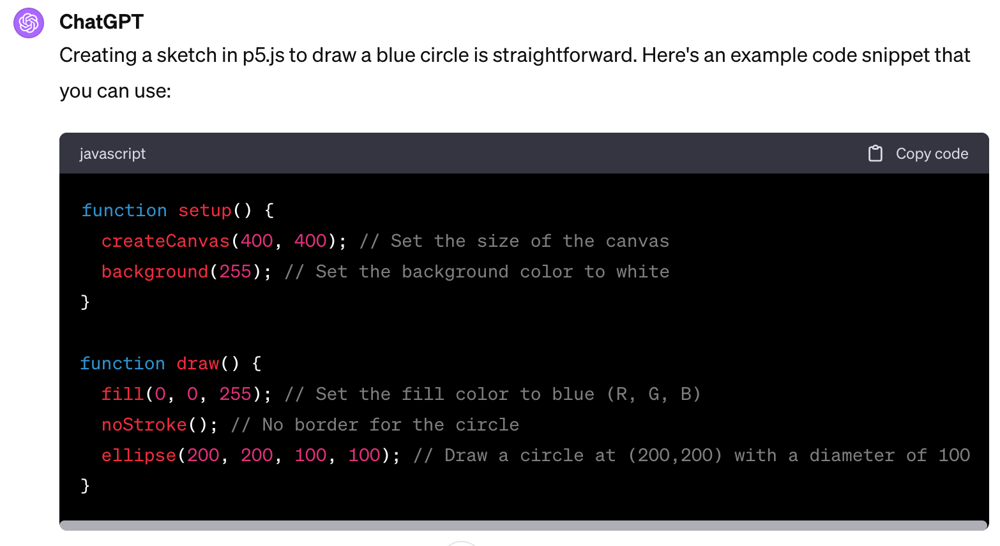 ChatGPT
Creating a sketch in p5.js to draw a blue circle is straightforward. Here's an example code snippet that
you can use:
javascript
Copy code
function setup() {
  createCanvas(400, 400); // Set the size of the canvas
  background(255); // Set the background color to white
}
function draw() {
  fill(0, 0, 255); // Set the fill color to blue (R, G, B)
  noStroke(); // No border for the circle
  ellipse(200, 200, 100, 100); // Draw a circle at (200,200) with a diameter of 100
}